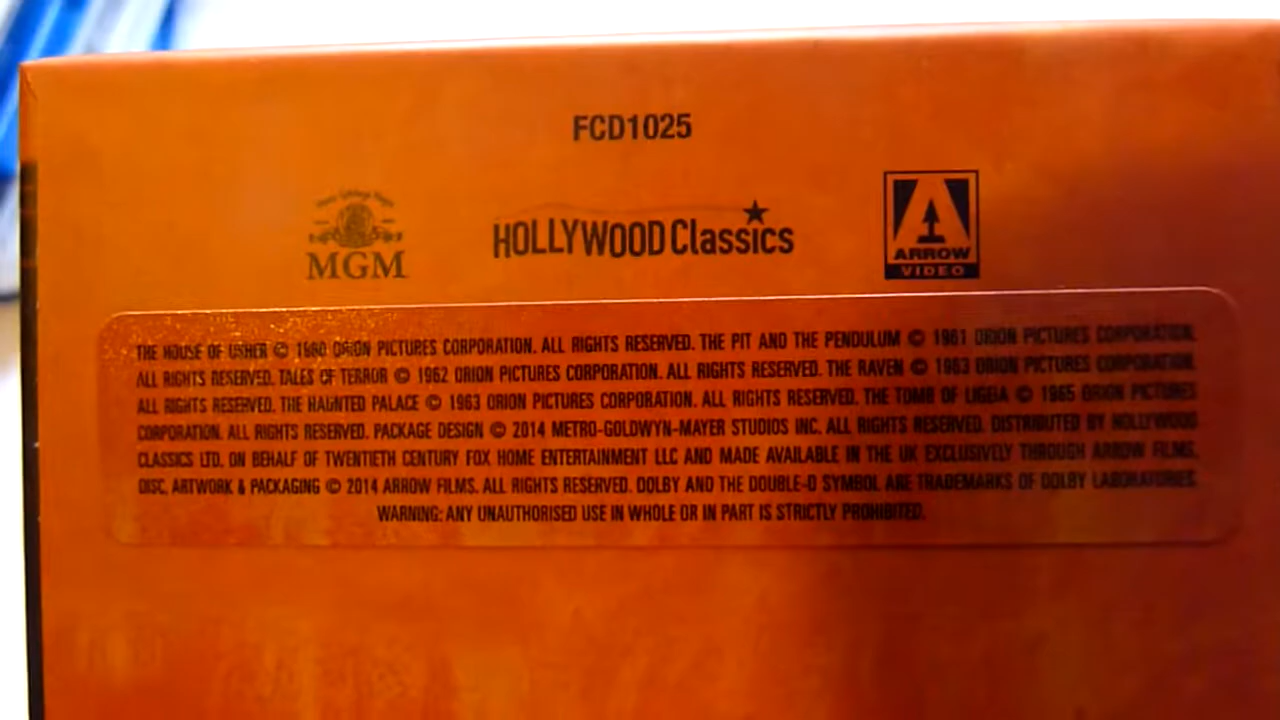 FCD1025
MGM
HOLLYWOOD Classics
ARROW
VIDEO
THE HOUSE OF USHER © 1960 ORION PICTURES CORPORATION. ALL RIGHTS RESERVED. THE PIT AND THE PENDULUM © 1961 ORION PICTURES CORPORATION.
ALL RIGHTS RESERVED. TALES OF TERROR © 1962 ORION PICTURES CORPORATION. ALL RIGHTS RESERVED. THE RAVEN © 1963 ORION PICTURES CORPORATION.
ALL RIGHTS RESERVED. THE HAUNTED PALACE © 1963 ORION PICTURES CORPORATION. ALL RIGHTS RESERVED. THE TOMB OF LIGEIA © 1965 ORION PICTURES
CORPORATION. ALL RIGHTS RESERVED. PACKAGE DESIGN © 2014 METRO-GOLDWYN-MAYER STUDIOS INC. ALL RIGHTS RESERVED. DISTRIBUTED BY HOLLYWOOD
CLASSICS LTD. ON BEHALF OF TWENTIETH CENTURY FOX HOME ENTERTAINMENT LLC AND MADE AVAILABLE IN THE UK EXCLUSIVELY THROUGH ARROW FILMS.
DISC, ARTWORK & PACKAGING © 2014 ARROW FILMS. ALL RIGHTS RESERVED. DOLBY AND THE DOUBLE-D SYMBOL ARE TRADEMARKS OF DOLBY LABORATORIES.
WARNING: ANY UNAUTHORISED USE IN WHOLE OR IN PART IS STRICTLY PROHIBITED.